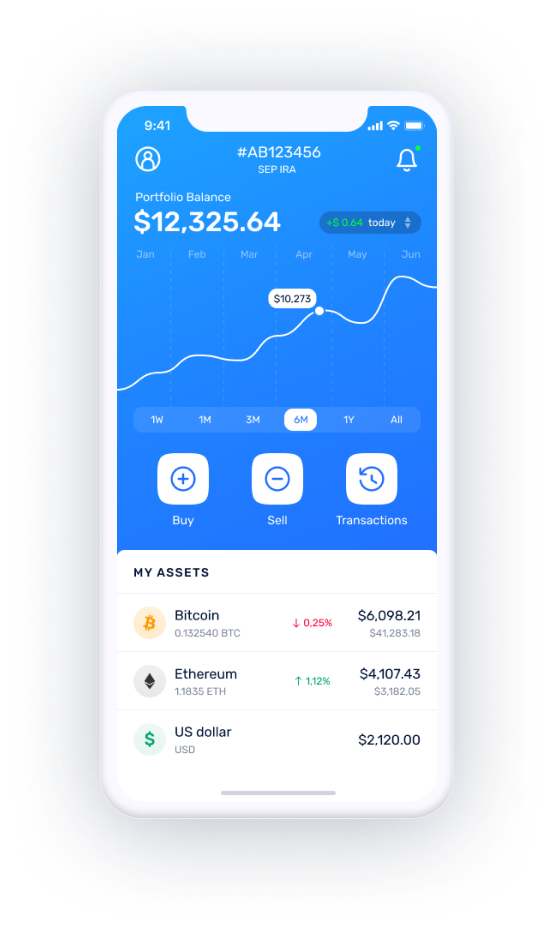 9:41
#AB123456
SEP IRA
Portfolio Balance
$12,325.64
+$ 0.64 today
Jan Feb Mar Apr May Jun
$10,273
1W 1M 3M 6M 1Y All
Buy Sell Transactions
MY ASSETS
Bitcoin ↓ 0,25% $6,098.21
0.132540 BTC $41,283.18
Ethereum ↑ 1,12% $4,107.43
1.1835 ETH $3,182,05
US dollar $2,120.00
USD